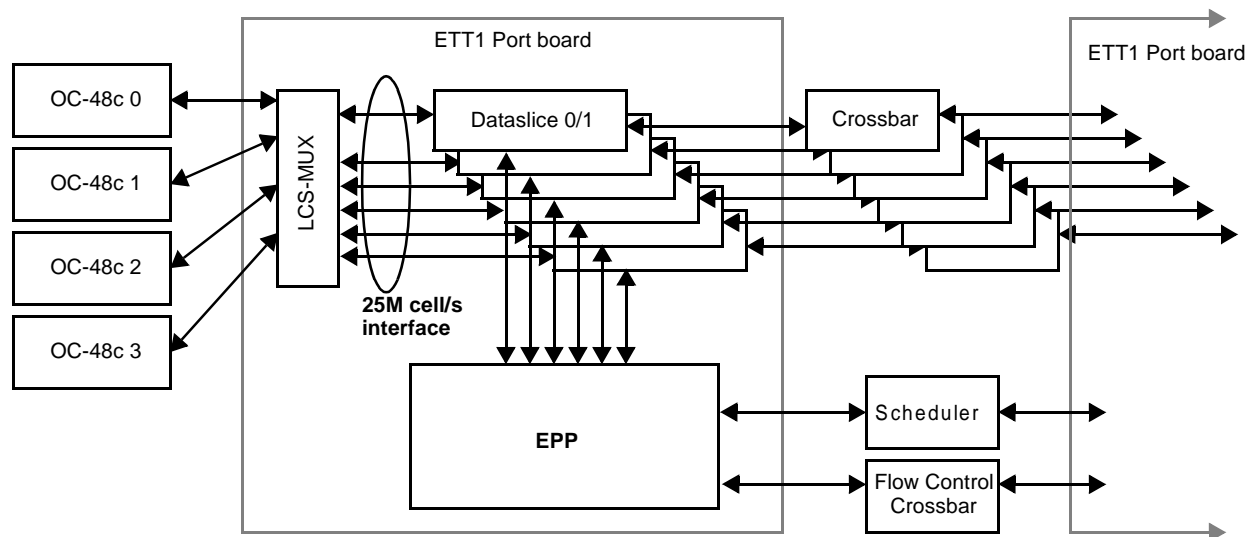 ETT1 Port board
ETT1 Port board
OC-48c 0
OC-48c 1
OC-48c 2
OC-48c 3
LCS-MUX
Dataslice 0/1
Crossbar
25M cell/s
interface
EPP
Scheduler
Flow Control
Crossbar